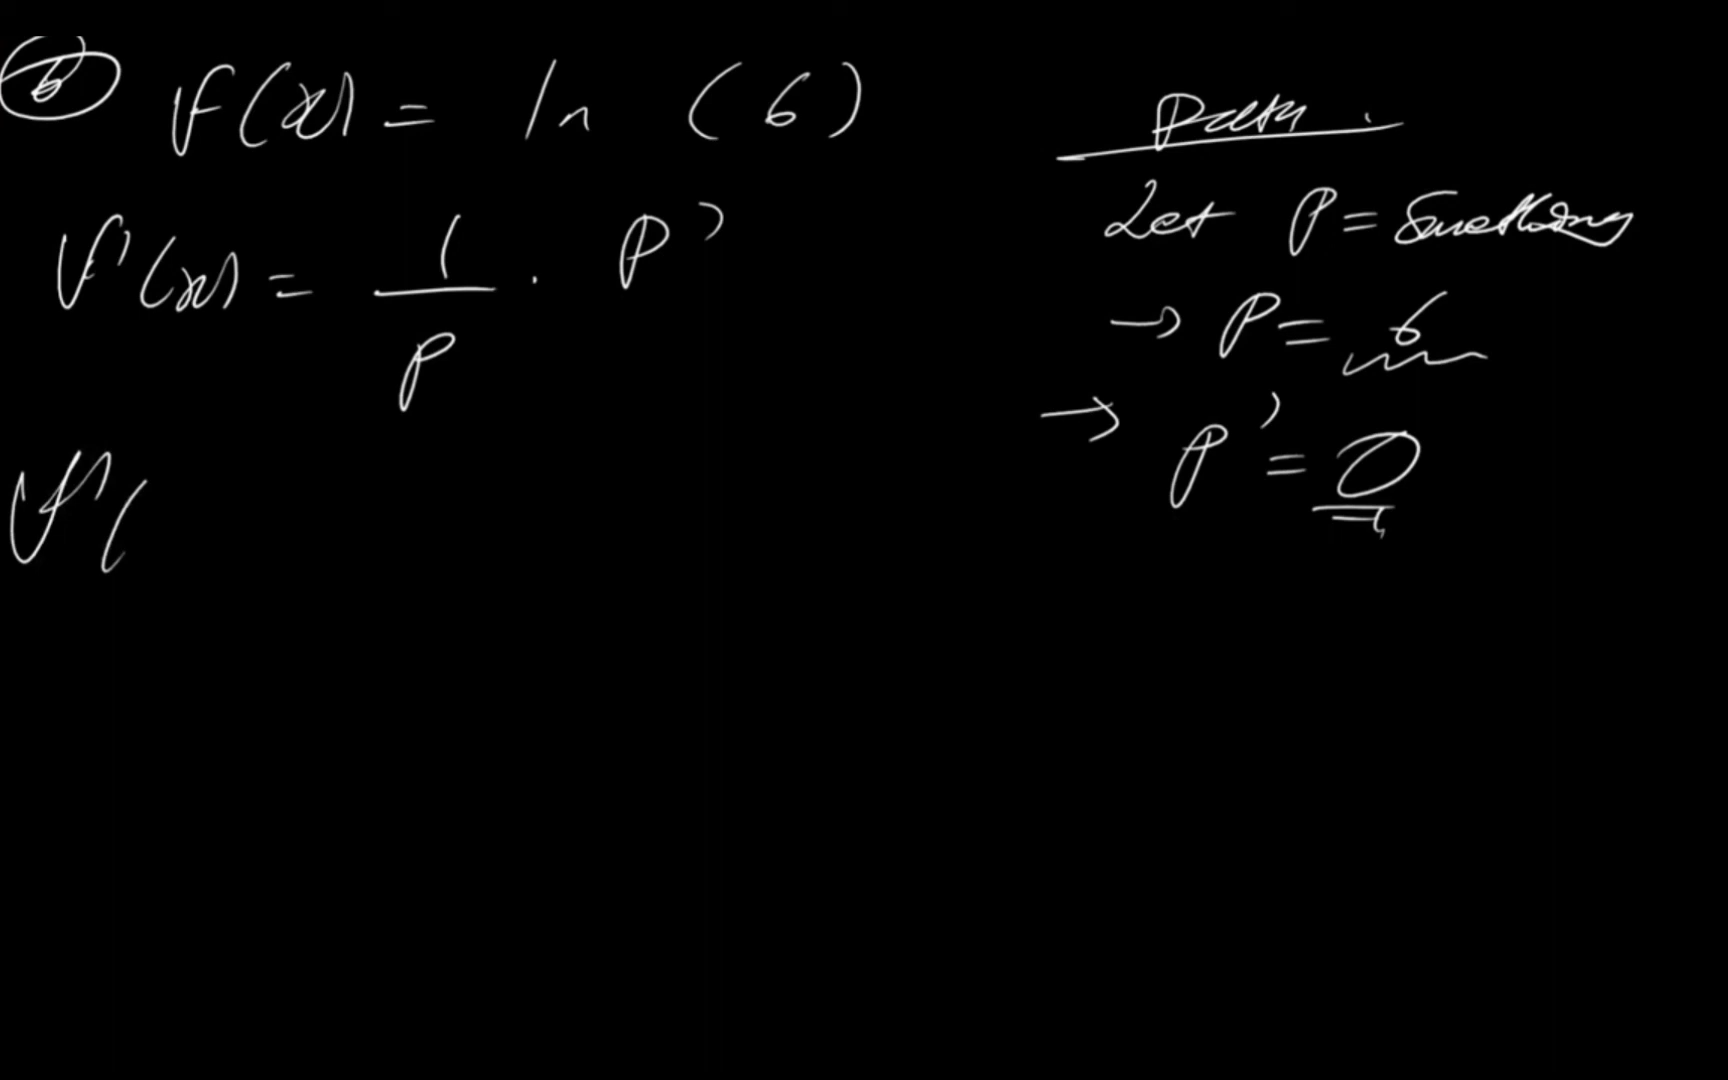 b F(x) = ln (6)
F'(x) = 1/P · P'
F'(
Path.
Let P = Something
→ P = 6
→ P' = 0